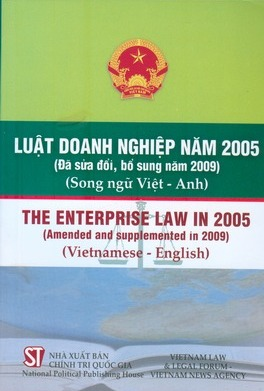 LUẬT DOANH NGHIỆP NĂM 2005
(Đã sửa đổi, bổ sung năm 2009)
(Song ngữ Việt - Anh)
THE ENTERPRISE LAW IN 2005
(Amended and supplemented in 2009)
(Vietnamese - English)
ST
NHÀ XUẤT BẢN
CHÍNH TRỊ QUỐC GIA
National Political Publishing House
VIETNAM LAW
& LEGAL FORUM -
VIETNAM NEWS AGENCY